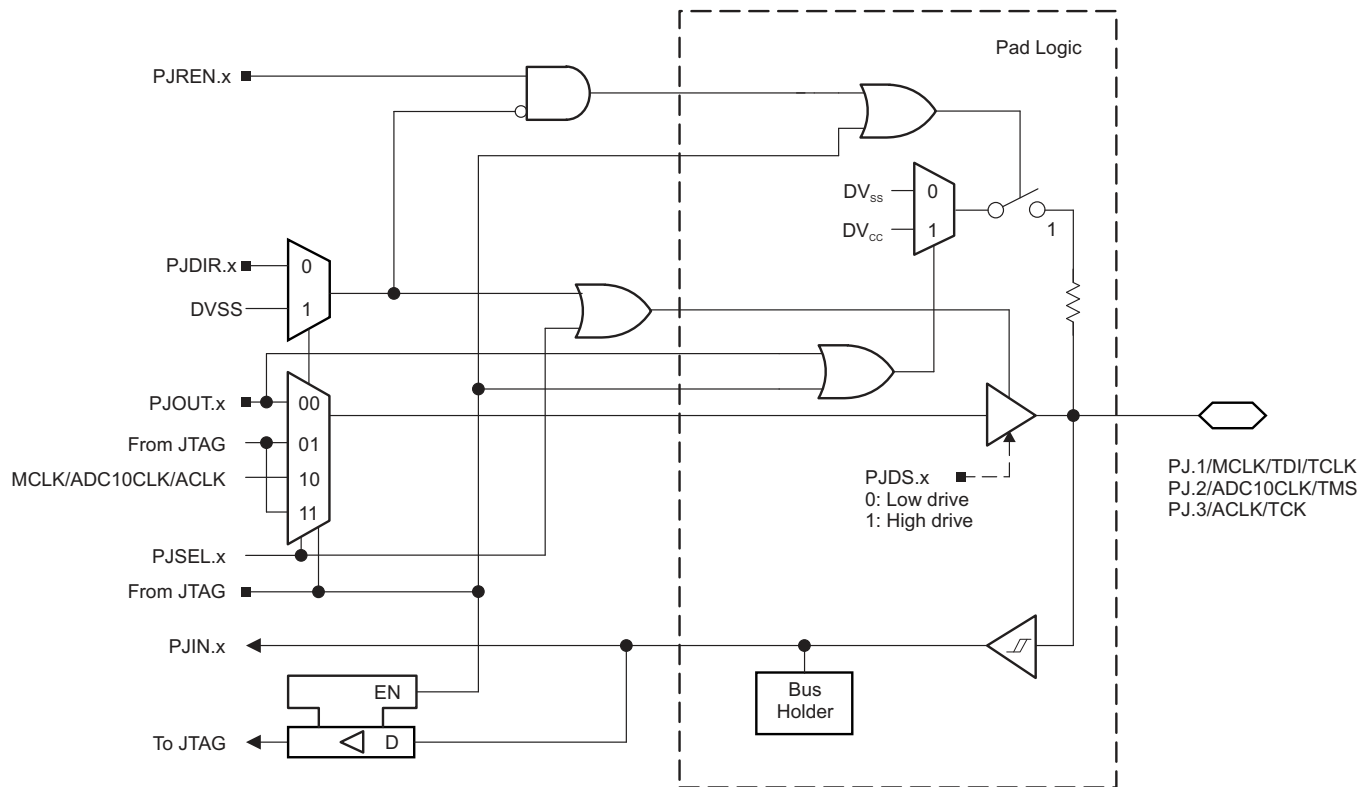 Pad Logic
PJREN.x
DVSS
0
DVCC
1
1
PJDIR.x
0
DVSS
1
PJOUT.x
00
From JTAG
01
MCLK/ADC10CLK/ACLK
10
11
PJDS.x
0: Low drive
1: High drive
PJ.1/MCLK/TDI/TCLK
PJ.2/ADC10CLK/TMS
PJ.3/ACLK/TCK
PJSEL.x
From JTAG
PJIN.x
Bus
Holder
EN
To JTAG
D